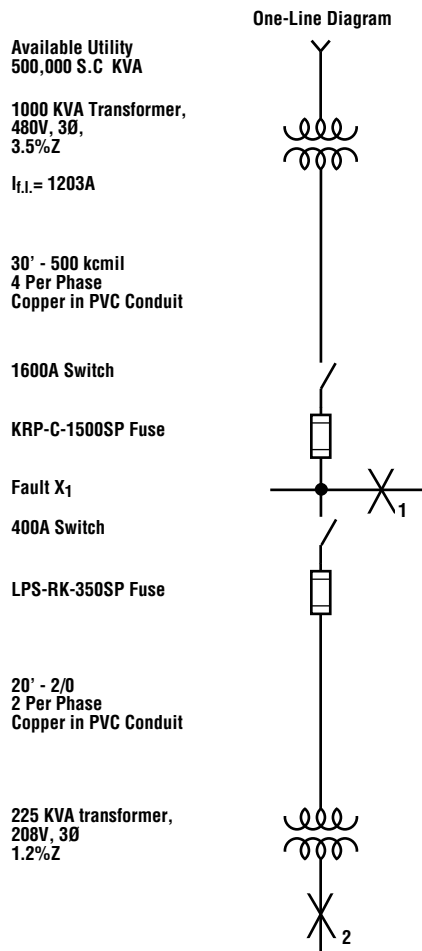 One-Line Diagram
Available Utility
500,000 S.C KVA
1000 KVA Transformer,
480V, 3Ø,
3.5%Z
If.l.= 1203A
30' - 500 kcmil
4 Per Phase
Copper in PVC Conduit
1600A Switch
KRP-C-1500SP Fuse
Fault X1
1
400A Switch
LPS-RK-350SP Fuse
20' - 2/0
2 Per Phase
Copper in PVC Conduit
225 KVA transformer,
208V, 3Ø
1.2%Z
2